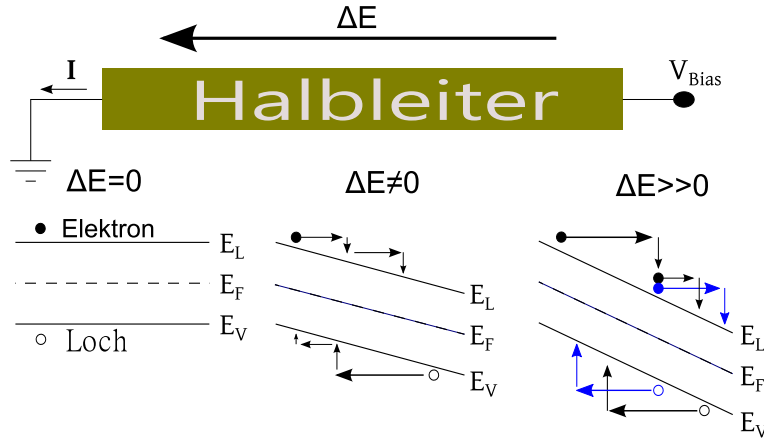 ΔE
I
Halbleiter
V_Bias
ΔE=0
ΔE≠0
ΔE>>0
Elektron
E_L
E_F
E_V
Loch
E_L
E_F
E_V
E_L
E_F
E_V